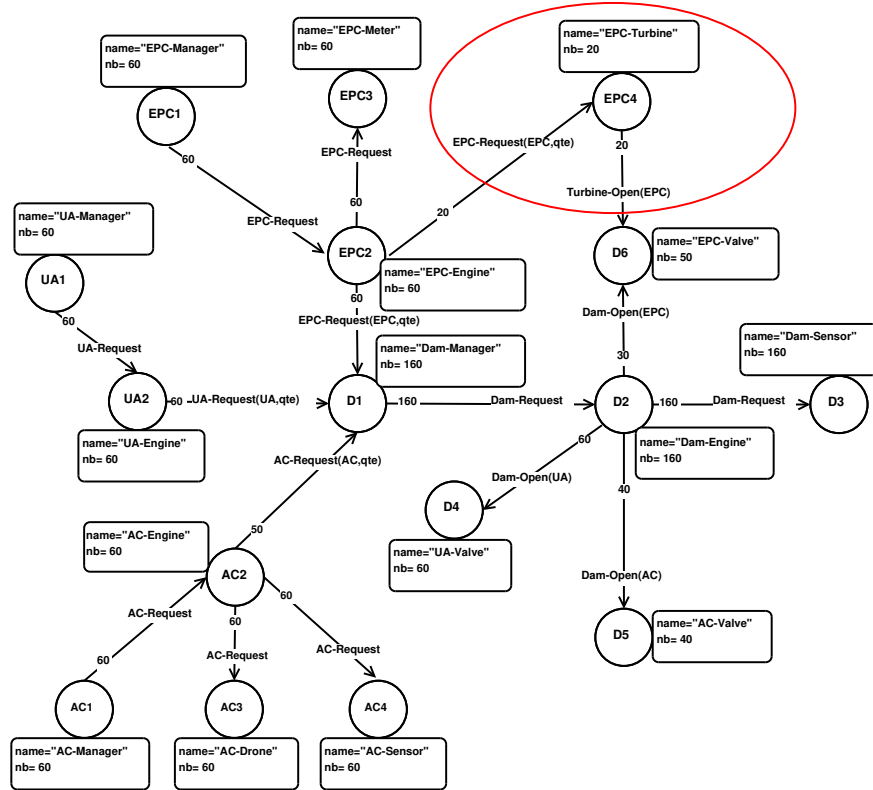 name="EPC-Manager"
nb= 60
EPC1
name="EPC-Meter"
nb= 60
EPC3
name="EPC-Turbine"
nb= 20
EPC4
60
EPC-Request
EPC-Request
60
EPC-Request(EPC,qte)
20
20
Turbine-Open(EPC)
name="UA-Manager"
nb= 60
UA1
60
UA-Request
EPC2
name="EPC-Engine"
nb= 60
60
EPC-Request(EPC,qte)
D6
name="EPC-Valve"
nb= 50
Dam-Open(EPC)
30
name="Dam-Manager"
nb= 160
name="Dam-Sensor"
nb= 160
UA2
60
UA-Request(UA,qte)
D1
160
Dam-Request
D2
160
Dam-Request
D3
name="UA-Engine"
nb= 60
name="Dam-Engine"
nb= 160
AC-Request(AC,qte)
50
60
Dam-Open(UA)
40
D4
name="UA-Valve"
nb= 60
name="AC-Engine"
nb= 60
AC2
Dam-Open(AC)
D5
name="AC-Valve"
nb= 40
AC-Request
60
60
AC-Request
60
AC-Request
AC1
AC3
AC4
name="AC-Manager"
nb= 60
name="AC-Drone"
nb= 60
name="AC-Sensor"
nb= 60